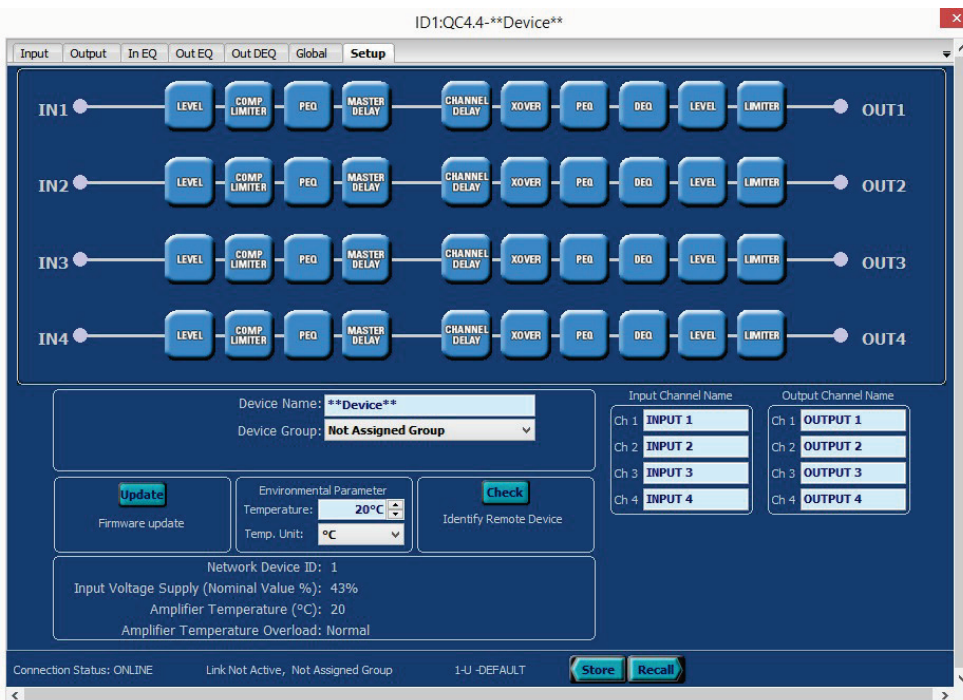 ID1:QC4.4-**Device**
Input Output In EQ Out EQ Out DEQ Global Setup
IN1 LEVEL COMP LIMITER PEQ MASTER DELAY CHANNEL DELAY XOVER PEQ DEQ LEVEL LIMITER OUT1
IN2 LEVEL COMP LIMITER PEQ MASTER DELAY CHANNEL DELAY XOVER PEQ DEQ LEVEL LIMITER OUT2
IN3 LEVEL COMP LIMITER PEQ MASTER DELAY CHANNEL DELAY XOVER PEQ DEQ LEVEL LIMITER OUT3
IN4 LEVEL COMP LIMITER PEQ MASTER DELAY CHANNEL DELAY XOVER PEQ DEQ LEVEL LIMITER OUT4
Device Name: **Device**
Device Group: Not Assigned Group
Input Channel Name
Ch 1 INPUT 1
Ch 2 INPUT 2
Ch 3 INPUT 3
Ch 4 INPUT 4
Output Channel Name
Ch 1 OUTPUT 1
Ch 2 OUTPUT 2
Ch 3 OUTPUT 3
Ch 4 OUTPUT 4
Update
Firmware update
Environmental Parameter
Temperature: 20°C
Temp. Unit: °C
Check
Identify Remote Device
Network Device ID: 1
Input Voltage Supply (Nominal Value %): 43%
Amplifier Temperature (°C): 20
Amplifier Temperature Overload: Normal
Connection Status: ONLINE Link Not Active, Not Assigned Group 1-U -DEFAULT Store Recall